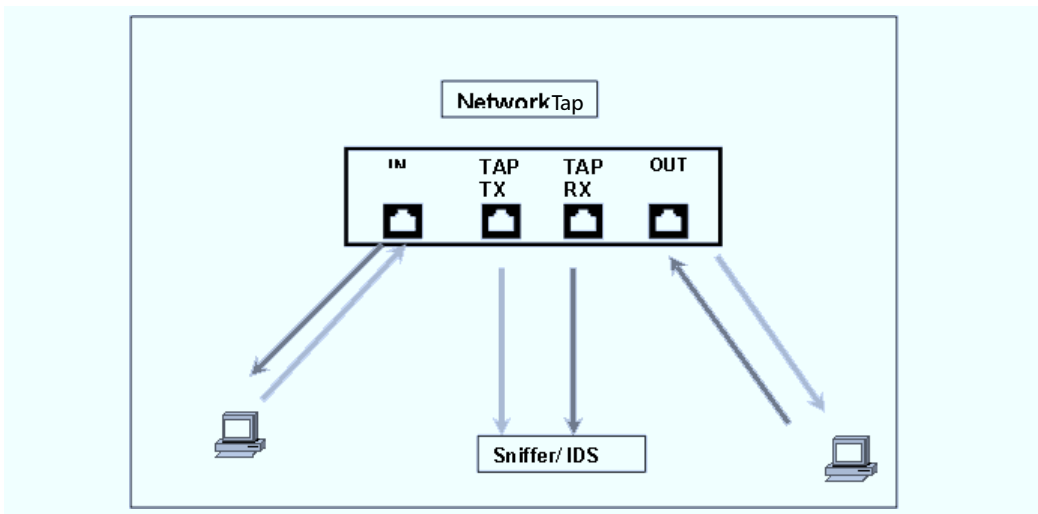 NetworkTap
IN
TAP
TX
TAP
RX
OUT
Sniffer/ IDS